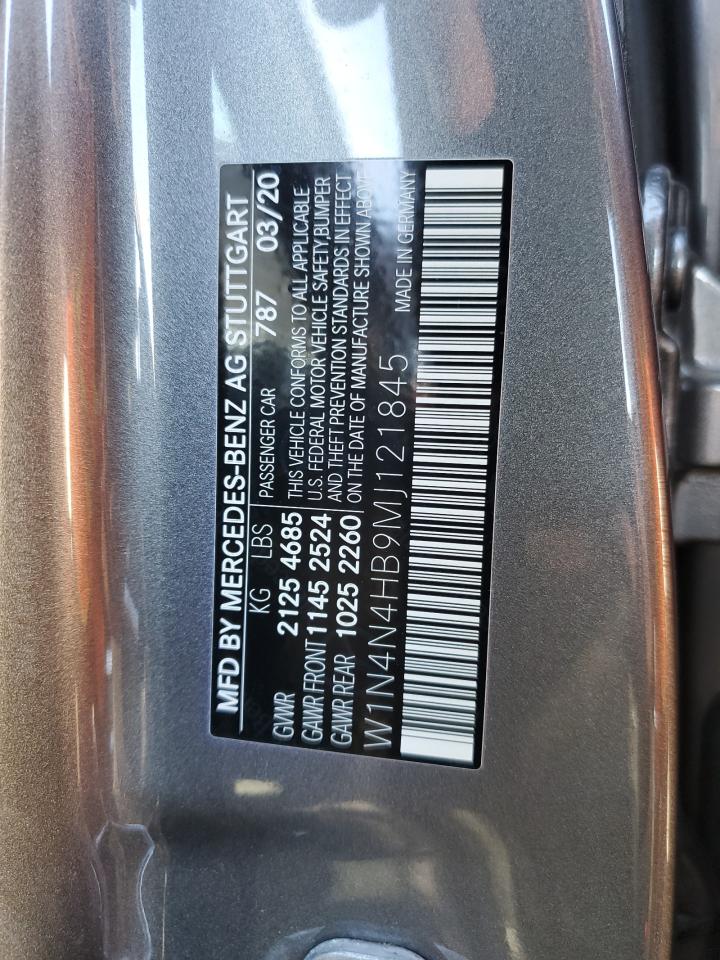 MFD BY MERCEDES-BENZ AG STUTTGART
KG LBS PASSENGER CAR 787 03/20
GVWR 2125 4685 THIS VEHICLE CONFORMS TO ALL APPLICABLE
GAWR FRONT 1145 2524 U.S. FEDERAL MOTOR VEHICLE SAFETY,BUMPER
GAWR REAR 1025 2260 AND THEFT PREVENTION STANDARDS IN EFFECT
ON THE DATE OF MANUFACTURE SHOWN ABOVE
W1N4N4HB9MJ121845 MADE IN GERMANY